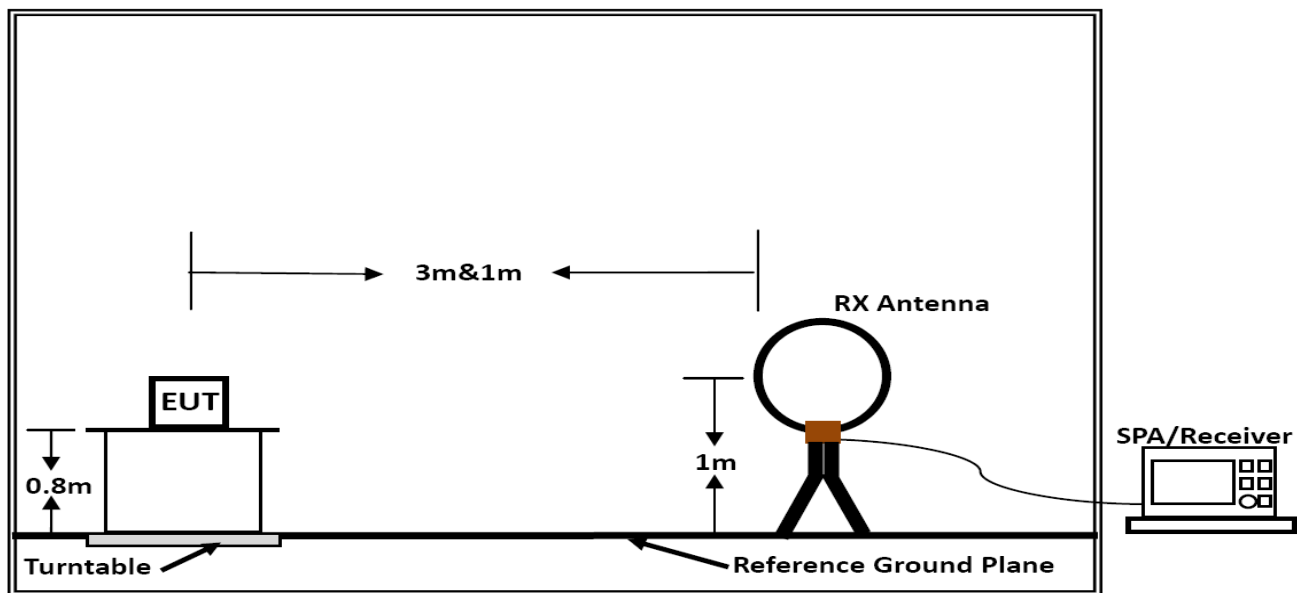 3m&1m
RX Antenna
EUT
SPA/Receiver
1m
0.8m
Turntable
Reference Ground Plane